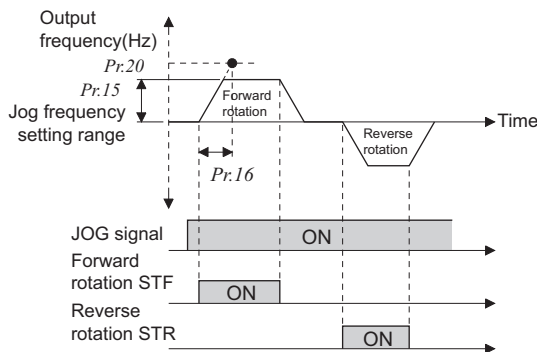 Output
frequency(Hz)
Pr.20
Pr.15
Jog frequency
setting range
Forward
rotation
Time
Reverse
rotation
Pr.16
JOG signal
ON
Forward
rotation STF
ON
Reverse
rotation STR
ON